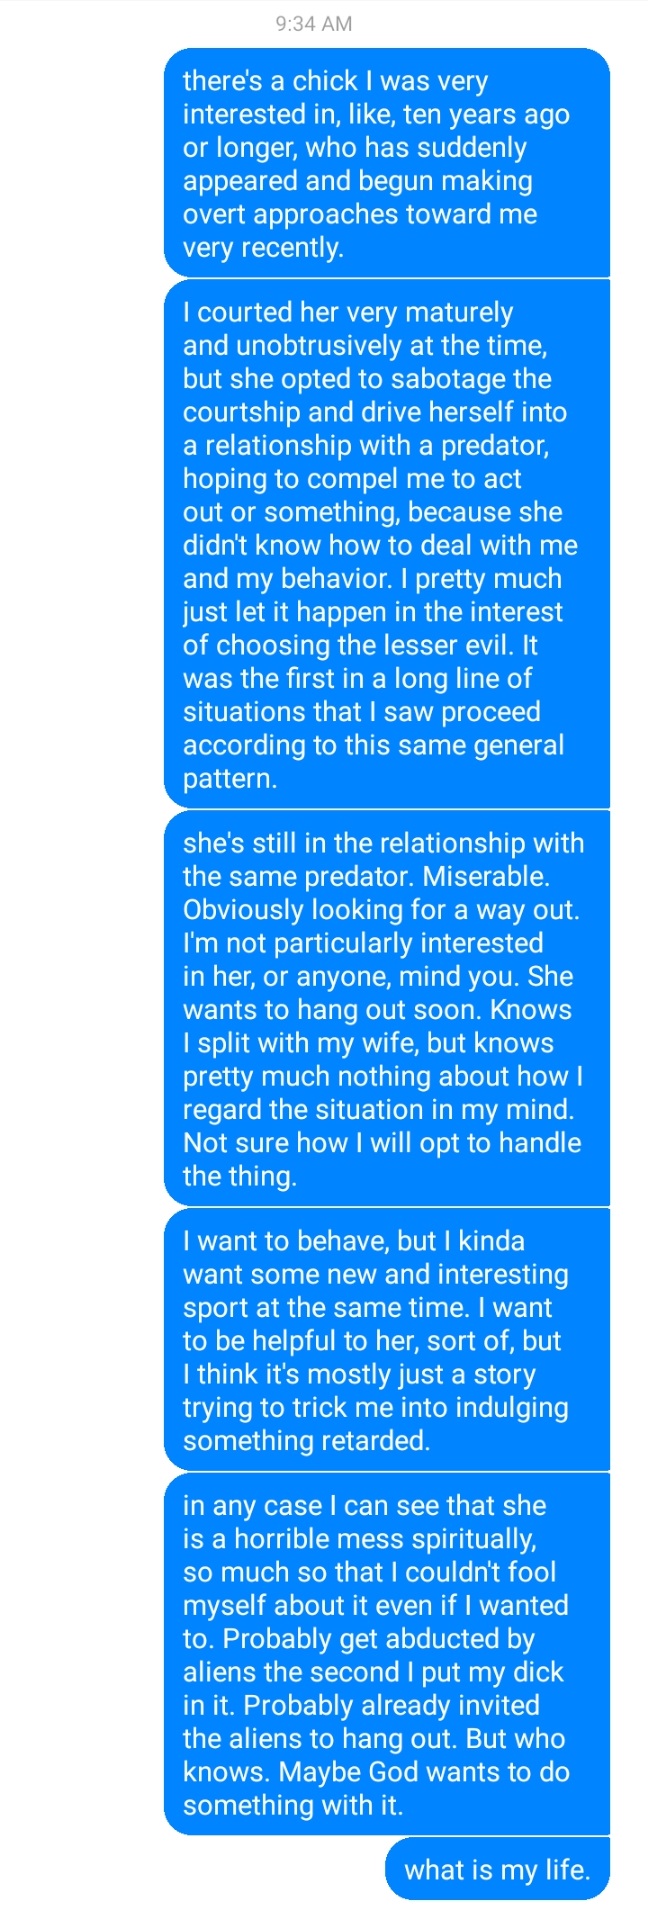 9:34 AM
there's a chick I was very
interested in, like, ten years ago
or longer, who has suddenly
appeared and begun making
overt approaches toward me
very recently.
I courted her very maturely
and unobtrusively at the time,
but she opted to sabotage the
courtship and drive herself into
a relationship with a predator,
hoping to compel me to act
out or something, because she
didn't know how to deal with me
and my behavior. I pretty much
just let it happen in the interest
of choosing the lesser evil. It
was the first in a long line of
situations that I saw proceed
according to this same general
pattern.
she's still in the relationship with
the same predator. Miserable.
Obviously looking for a way out.
I'm not particularly interested
in her, or anyone, mind you. She
wants to hang out soon. Knows
I split with my wife, but knows
pretty much nothing about how I
regard the situation in my mind.
Not sure how I will opt to handle
the thing.
I want to behave, but I kinda
want some new and interesting
sport at the same time. I want
to be helpful to her, sort of, but
I think it's mostly just a story
trying to trick me into indulging
something retarded.
in any case I can see that she
is a horrible mess spiritually,
so much so that I couldn't fool
myself about it even if I wanted
to. Probably get abducted by
aliens the second I put my dick
in it. Probably already invited
the aliens to hang out. But who
knows. Maybe God wants to do
something with it.
what is my life.